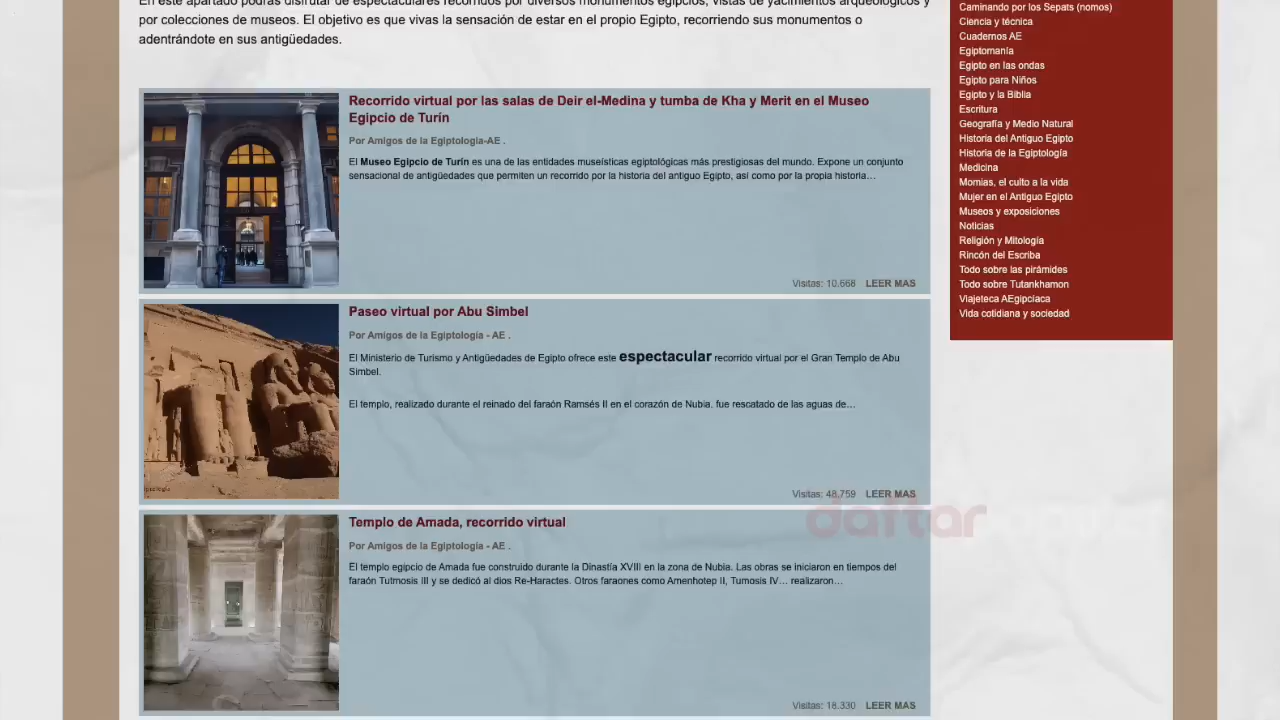 En este apartado podrás disfrutar de espectaculares recorridos por diversos monumentos egipcios, vistas de yacimientos arqueológicos y
por colecciones de museos. El objetivo es que vivas la sensación de estar en el propio Egipto, recorriendo sus monumentos o
adentrándote en sus antigüedades.
Recorrido virtual por las salas de Deir el-Medina y tumba de Kha y Merit en el Museo
Egipcio de Turín
Por Amigos de la Egiptología-AE .
El Museo Egipcio de Turín es una de las entidades museísticas egiptológicas más prestigiosas del mundo. Expone un conjunto
sensacional de antigüedades que permiten un recorrido por la historia del antiguo Egipto, así como por la propia historia…
Visitas: 10.668 LEER MAS
Paseo virtual por Abu Simbel
Por Amigos de la Egiptología - AE .
El Ministerio de Turismo y Antigüedades de Egipto ofrece este espectacular recorrido virtual por el Gran Templo de Abu
Simbel.
El templo, realizado durante el reinado del faraón Ramsés II en el corazón de Nubia. fue rescatado de las aguas de…
Visitas: 48.759 LEER MAS
daftar
Templo de Amada, recorrido virtual
Por Amigos de la Egiptología - AE .
El templo egipcio de Amada fue construido durante la Dinastía XVIII en la zona de Nubia. Las obras se iniciaron en tiempos del
faraón Tutmosis III y se dedicó al dios Re-Haractes. Otros faraones como Amenhotep II, Tumosis IV… realizaron…
Visitas: 18.330 LEER MAS
Caminando por los Sepats (nomos)
Ciencia y técnica
Cuadernos AE
Egiptomanía
Egipto en las ondas
Egipto para Niños
Egipto y la Biblia
Escritura
Geografía y Medio Natural
Historia del Antiguo Egipto
Historia de la Egiptología
Medicina
Momias, el culto a la vida
Mujer en el Antiguo Egipto
Museos y exposiciones
Noticias
Religión y Mitología
Rincón del Escriba
Todo sobre las pirámides
Todo sobre Tutankhamon
Viajeteca AEgipcíaca
Vida cotidiana y sociedad